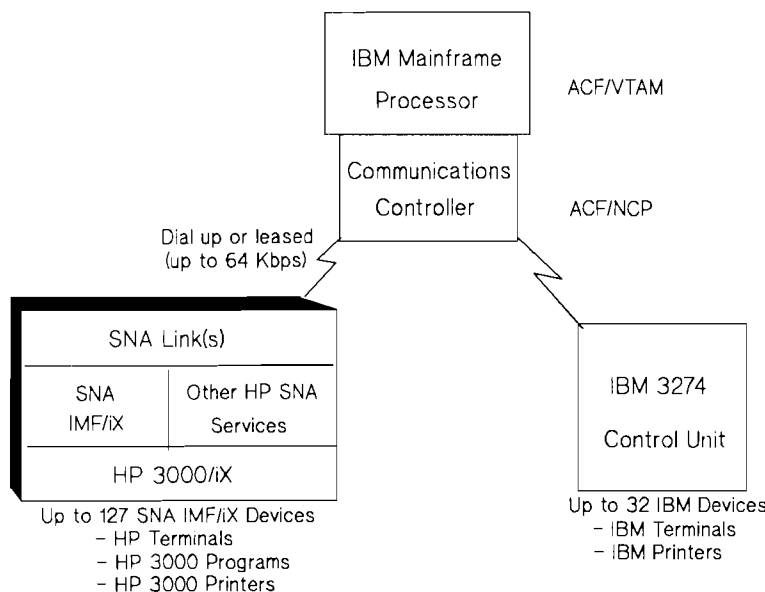 IBM Mainframe
Processor
ACF/VTAM
Communications
Controller
ACF/NCP
Dial up or leased
(up to 64 Kbps)
SNA Link(s)
SNA
IMF/iX
Other HP SNA
Services
HP 3000/iX
Up to 127 SNA IMF/iX Devices
- HP Terminals
- HP 3000 Programs
- HP 3000 Printers
IBM 3274
Control Unit
Up to 32 IBM Devices
- IBM Terminals
- IBM Printers